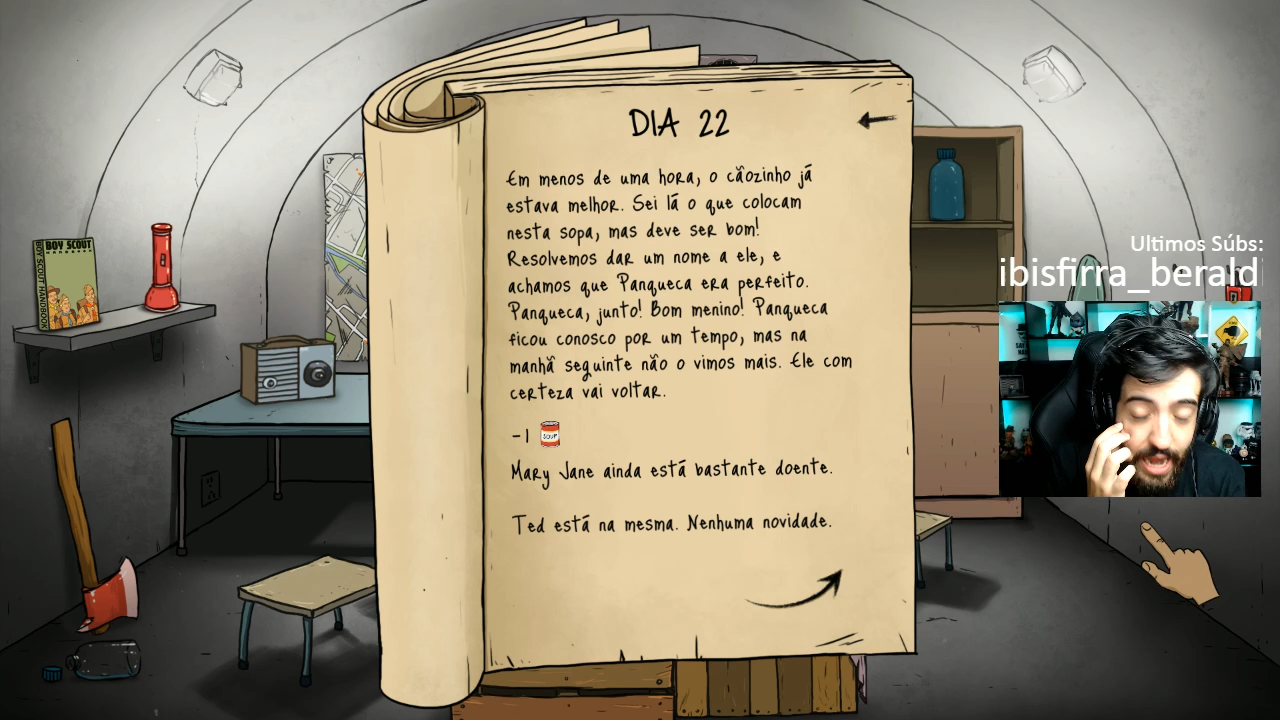 DIA 22
Em menos de uma hora, o cãozinho já
estava melhor. Sei lá o que colocam
nesta sopa, mas deve ser bom!
Resolvemos dar um nome a ele, e
achamos que Panqueca era perfeito.
Panqueca, junto! Bom menino! Panqueca
ficou conosco por um tempo, mas na
manhã seguinte não o vimos mais. Ele com
certeza vai voltar.
-1
SOUP
Mary Jane ainda está bastante doente.
Ted está na mesma. Nenhuma novidade.
BOY SCOUT
BOY SCOUT HANDBOOK
Ultimos Súbs:
ibisfirra_berald